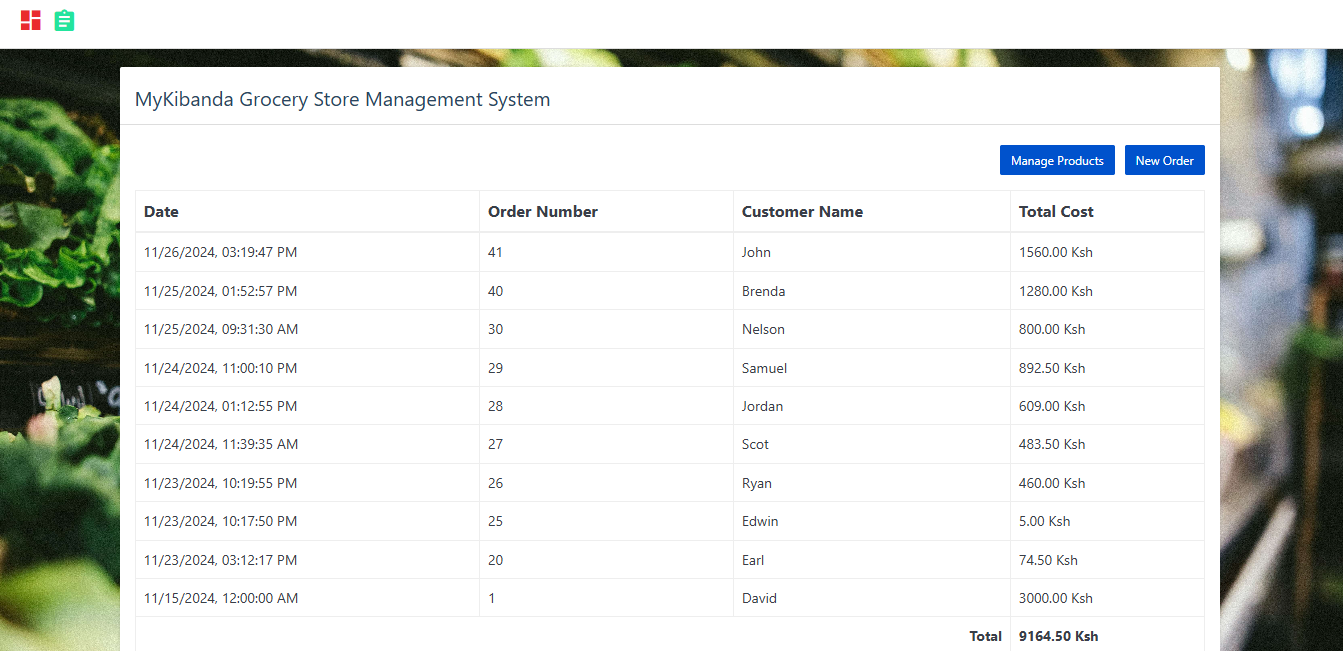 MyKibanda Grocery Store Management System
Manage Products New Order
Date Order Number Customer Name Total Cost
11/26/2024, 03:19:47 PM 41 John 1560.00 Ksh
11/25/2024, 01:52:57 PM 40 Brenda 1280.00 Ksh
11/25/2024, 09:31:30 AM 30 Nelson 800.00 Ksh
11/24/2024, 11:00:10 PM 29 Samuel 892.50 Ksh
11/24/2024, 01:12:55 PM 28 Jordan 609.00 Ksh
11/24/2024, 11:39:35 AM 27 Scot 483.50 Ksh
11/23/2024, 10:19:55 PM 26 Ryan 460.00 Ksh
11/23/2024, 10:17:50 PM 25 Edwin 5.00 Ksh
11/23/2024, 03:12:17 PM 20 Earl 74.50 Ksh
11/15/2024, 12:00:00 AM 1 David 3000.00 Ksh
Total 9164.50 Ksh